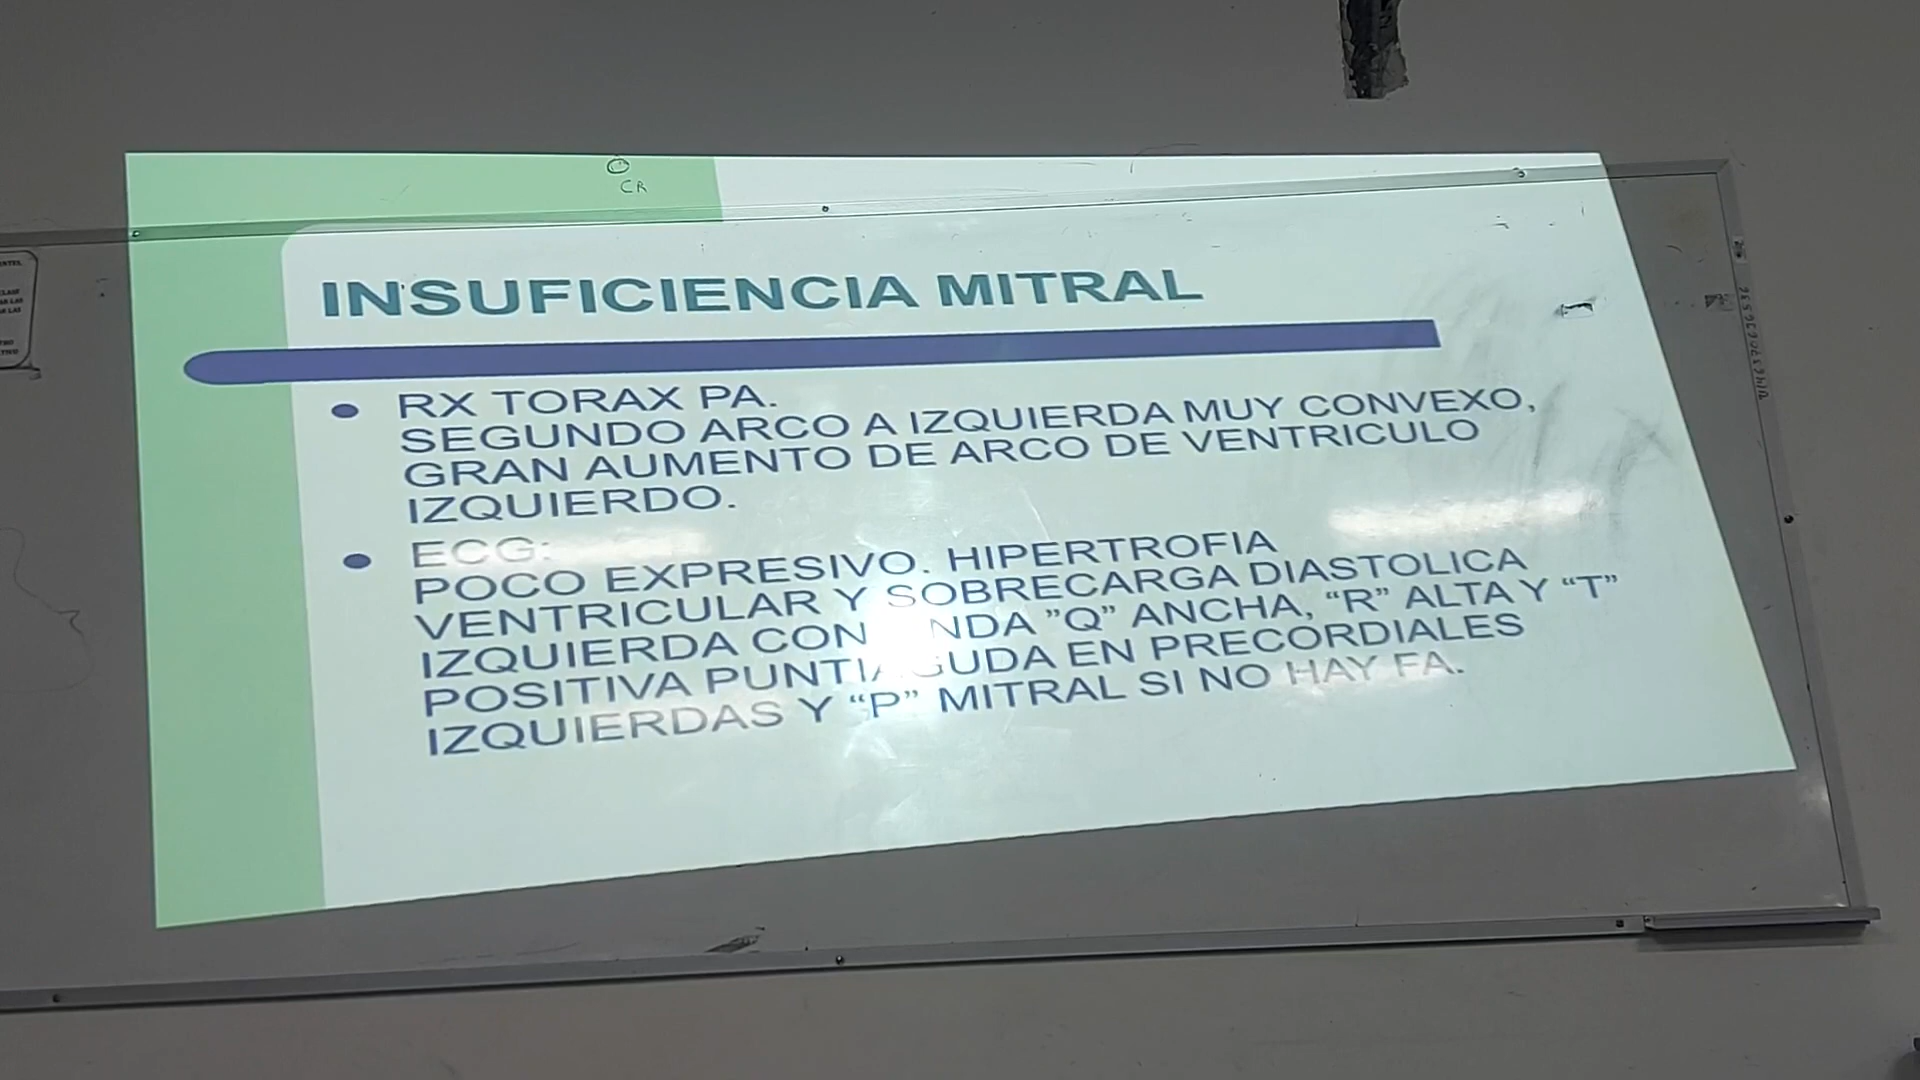 CR
INSUFICIENCIA MITRAL
RX TORAX PA.
SEGUNDO ARCO A IZQUIERDA MUY CONVEXO,
GRAN AUMENTO DE ARCO DE VENTRICULO
IZQUIERDO.
ECG:
POCO EXPRESIVO. HIPERTROFIA
VENTRICULAR Y SOBRECARGA DIASTOLICA
IZQUIERDA CON NDA ”Q” ANCHA, “R” ALTA Y “T”
POSITIVA PUNTIAGUDA EN PRECORDIALES
IZQUIERDAS Y “P” MITRAL SI NO HAY FA.